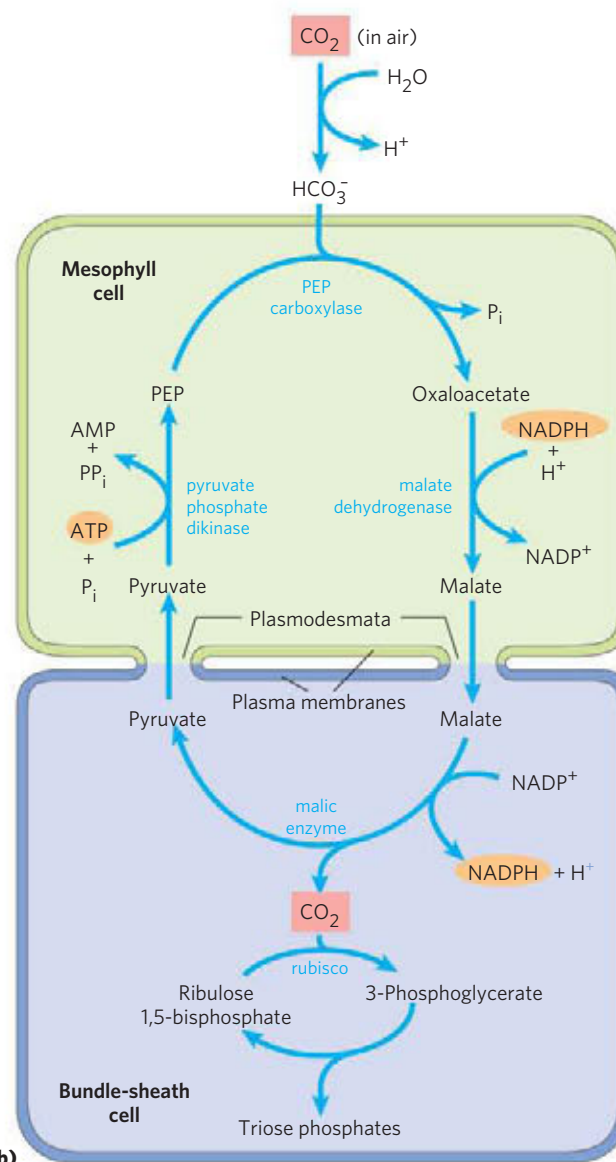 CO₂ (in air)
H₂O
H⁺
HCO₃⁻
Mesophyll
cell
PEP
carboxylase
Pᵢ
PEP
Oxaloacetate
AMP
+
PPᵢ
NADPH
+
H⁺
pyruvate
phosphate
dikinase
malate
dehydrogenase
ATP
+
Pᵢ
NADP⁺
Pyruvate
Malate
Plasmodesmata
Plasma membranes
Pyruvate
Malate
NADP⁺
malic
enzyme
NADPH + H⁺
CO₂
rubisco
Ribulose
1,5-bisphosphate
3-Phosphoglycerate
Bundle-sheath
cell
Triose phosphates